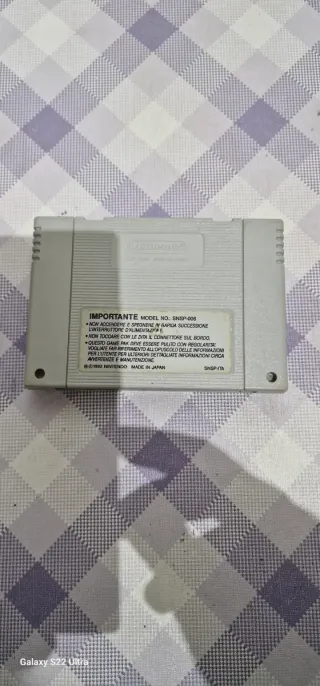 Nintendo
IMPORTANTE MODEL NO.: SNSP-006
•NON ACCENDERE E SPEGNERE IN RAPIDA SUCCESSIONE
L'INTERRUTTORE D'ALIMENTAZIONE.
•NON TOCCARE CON LE DITA IL CONNETTORE SUL BORDO.
•QUESTO GAME PAK DEVE ESSERE PULITO CON REGOLARITÀ.
VOGLIATE FAR RIFERIMENTO ALL'OPUSCOLO DELLE INFORMAZIONI
PER L'UTENTE PER ULTERIORI DETTAGLIATE INFORMAZIONI CIRCA
AVVERTENZE E MANUTENZIONE.
©1992 NINTENDO MADE IN JAPAN SNSP-ITA
Galaxy S22 Ultra